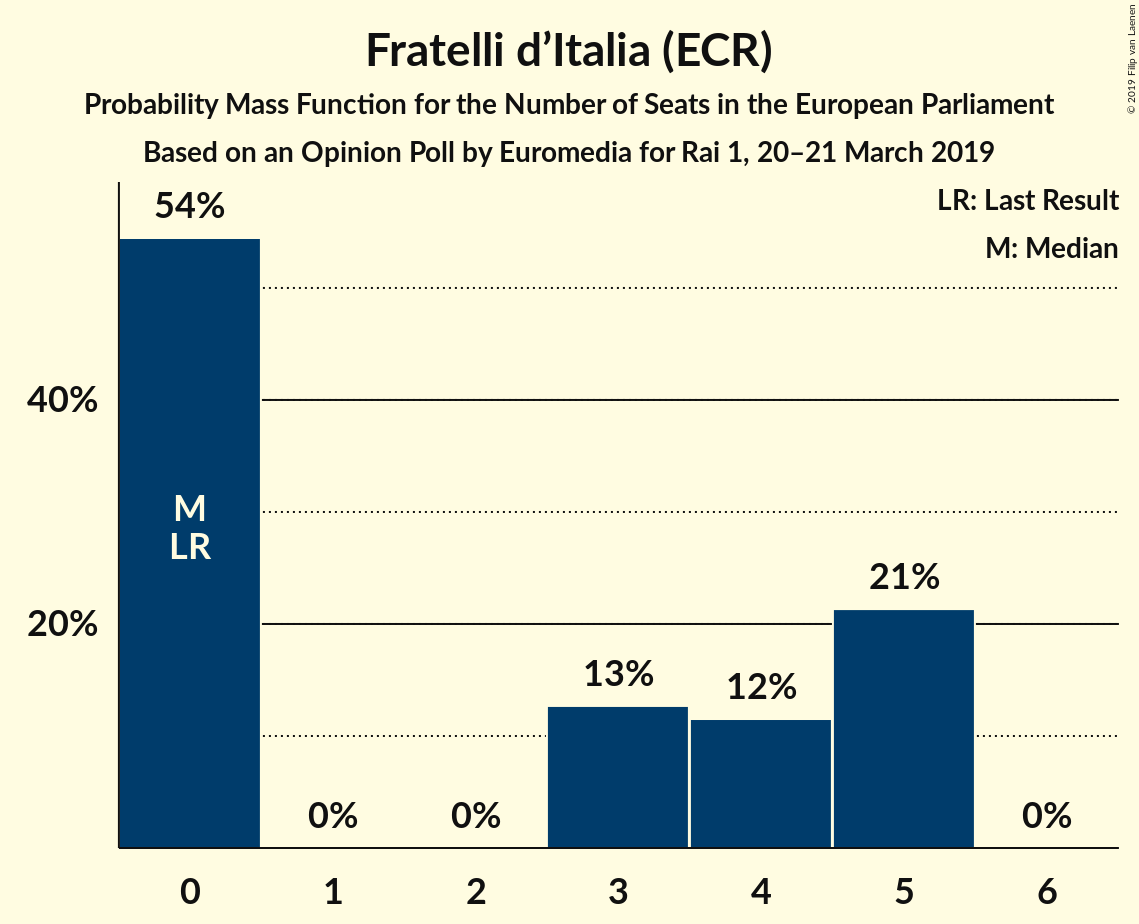 Fratelli d’Italia (ECR)
Probability Mass Function for the Number of Seats in the European Parliament
Based on an Opinion Poll by Euromedia for Rai 1, 20–21 March 2019
© 2019 Filip van Laenen
LR: Last Result
M: Median
54%
40%
M
LR
21%
20%
13%
12%
0%
0%
0%
0 1 2 3 4 5 6